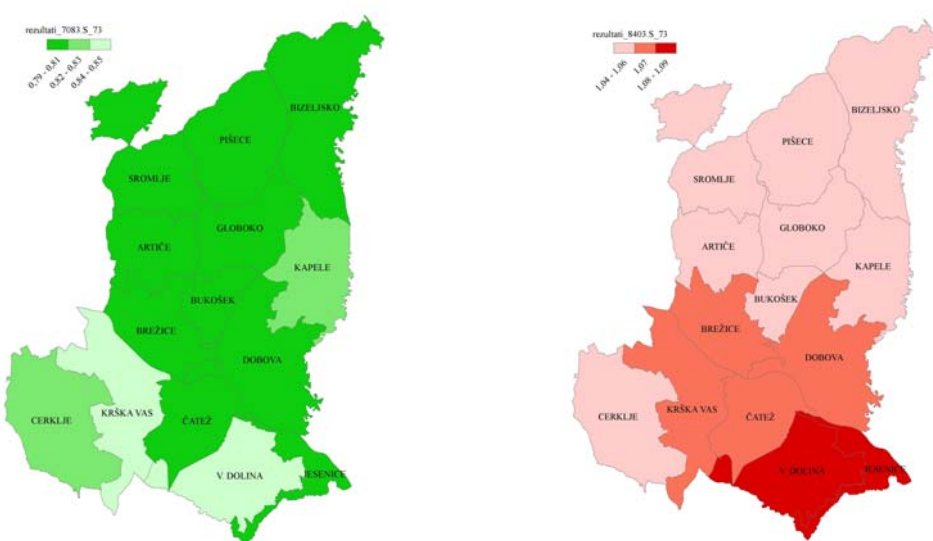 rezultati_7083.S_73
0,79 - 0,81
0,82 - 0,83
0,84 - 0,85
BIZELJSKO
PIŠECE
SROMLJE
GLOBOKO
ARTIČE
KAPELE
BUKOŠEK
BREŽICE
DOBOVA
CERKLJE
KRŠKA VAS
ČATEŽ
V DOLINA
JESENICE
rezultati_8403.S_73
1,04 - 1,06
1,07
1,08 - 1,09
BIZELJSKO
PIŠECE
SROMLJE
GLOBOKO
ARTIČE
KAPELE
BUKOŠEK
BREŽICE
DOBOVA
CERKLJE
KRŠKA VAS
ČATEŽ
V DOLINA
JESENICE